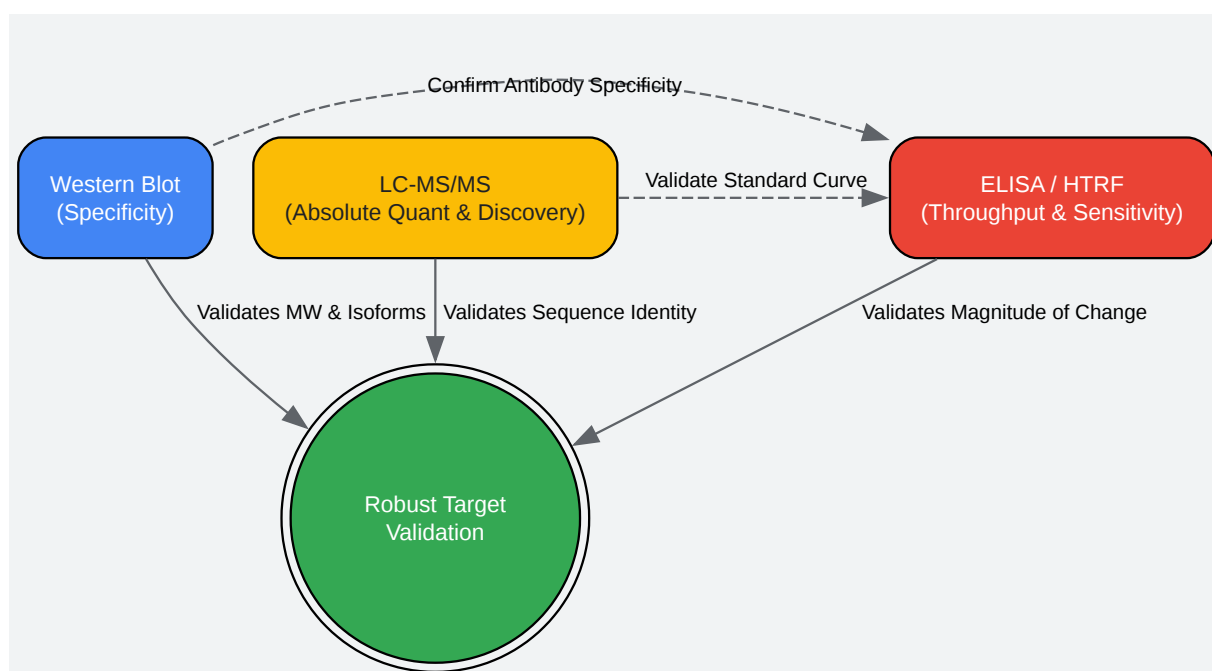 Confirm Antibody Specificity
Western Blot
(Specificity)
LC-MS/MS
(Absolute Quant & Discovery)
Validate Standard Curve
ELISA / HTRF
(Throughput & Sensitivity)
Validates MW & Isoforms
Validates Sequence Identity
Validates Magnitude of Change
Robust Target
Validation